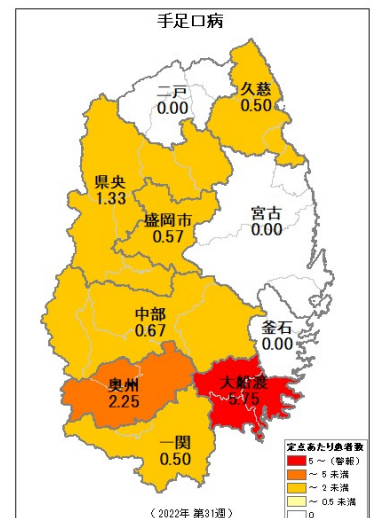 手足口病
二戸
0.00
久慈
0.50
県央
1.33
盛岡市
0.57
宮古
0.00
中部
0.67
釜石
0.00
奥州
2.25
大船渡
5.75
一関
0.50
定点あたり患者数
5 ～ (警報)
～ 5 未満
～ 2 未満
～ 0.5 未満
0
( 2022年 第31週 )